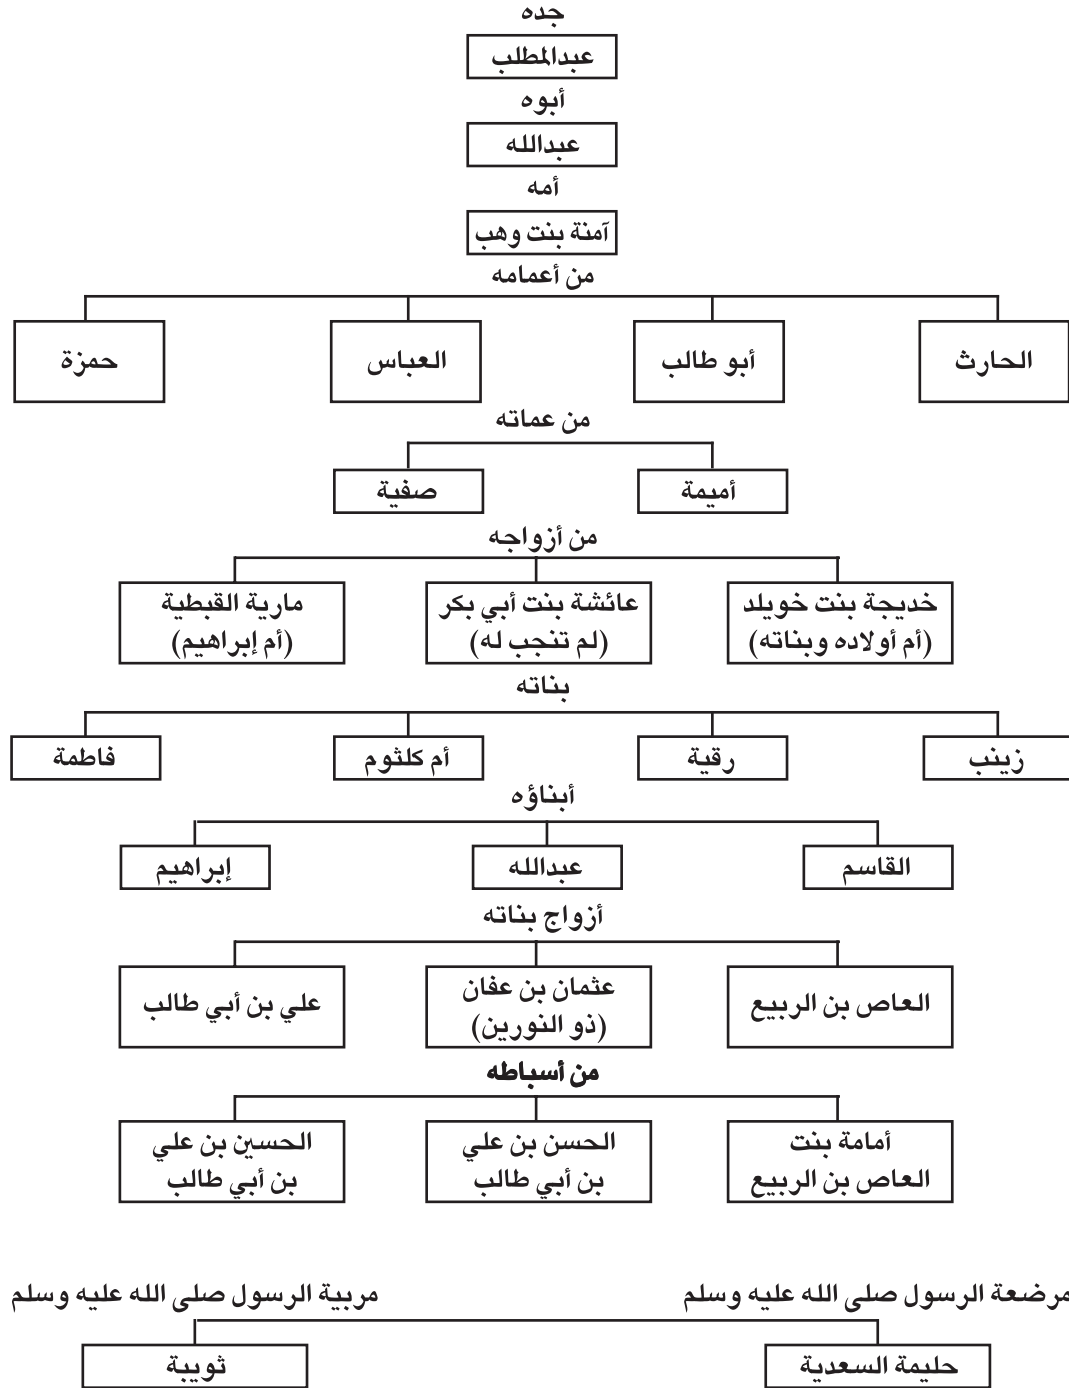 جده
عبدالمطلب
أبوه
عبدالله
أمه
آمنة بنت وهب
من أعمامه
الحارث
أبو طالب
العباس
حمزة
من عماته
أميمة
صفية
من أزواجه
خديجة بنت خويلد
(أم أولاده وبناته)
عائشة بنت أبي بكر
(لم تنجب له)
مارية القبطية
(أم إبراهيم)
بناته
زينب
رقية
أم كلثوم
فاطمة
أبناؤه
القاسم
عبدالله
إبراهيم
أزواج بناته
العاص بن الربيع
عثمان بن عفان
(ذو النورين)
علي بن أبي طالب
من أسباطه
أمامة بنت
العاص بن الربيع
الحسن بن علي
بن أبي طالب
الحسين بن علي
بن أبي طالب
مرضعة الرسول صلى الله عليه وسلم
حليمة السعدية
مربية الرسول صلى الله عليه وسلم
ثويبة